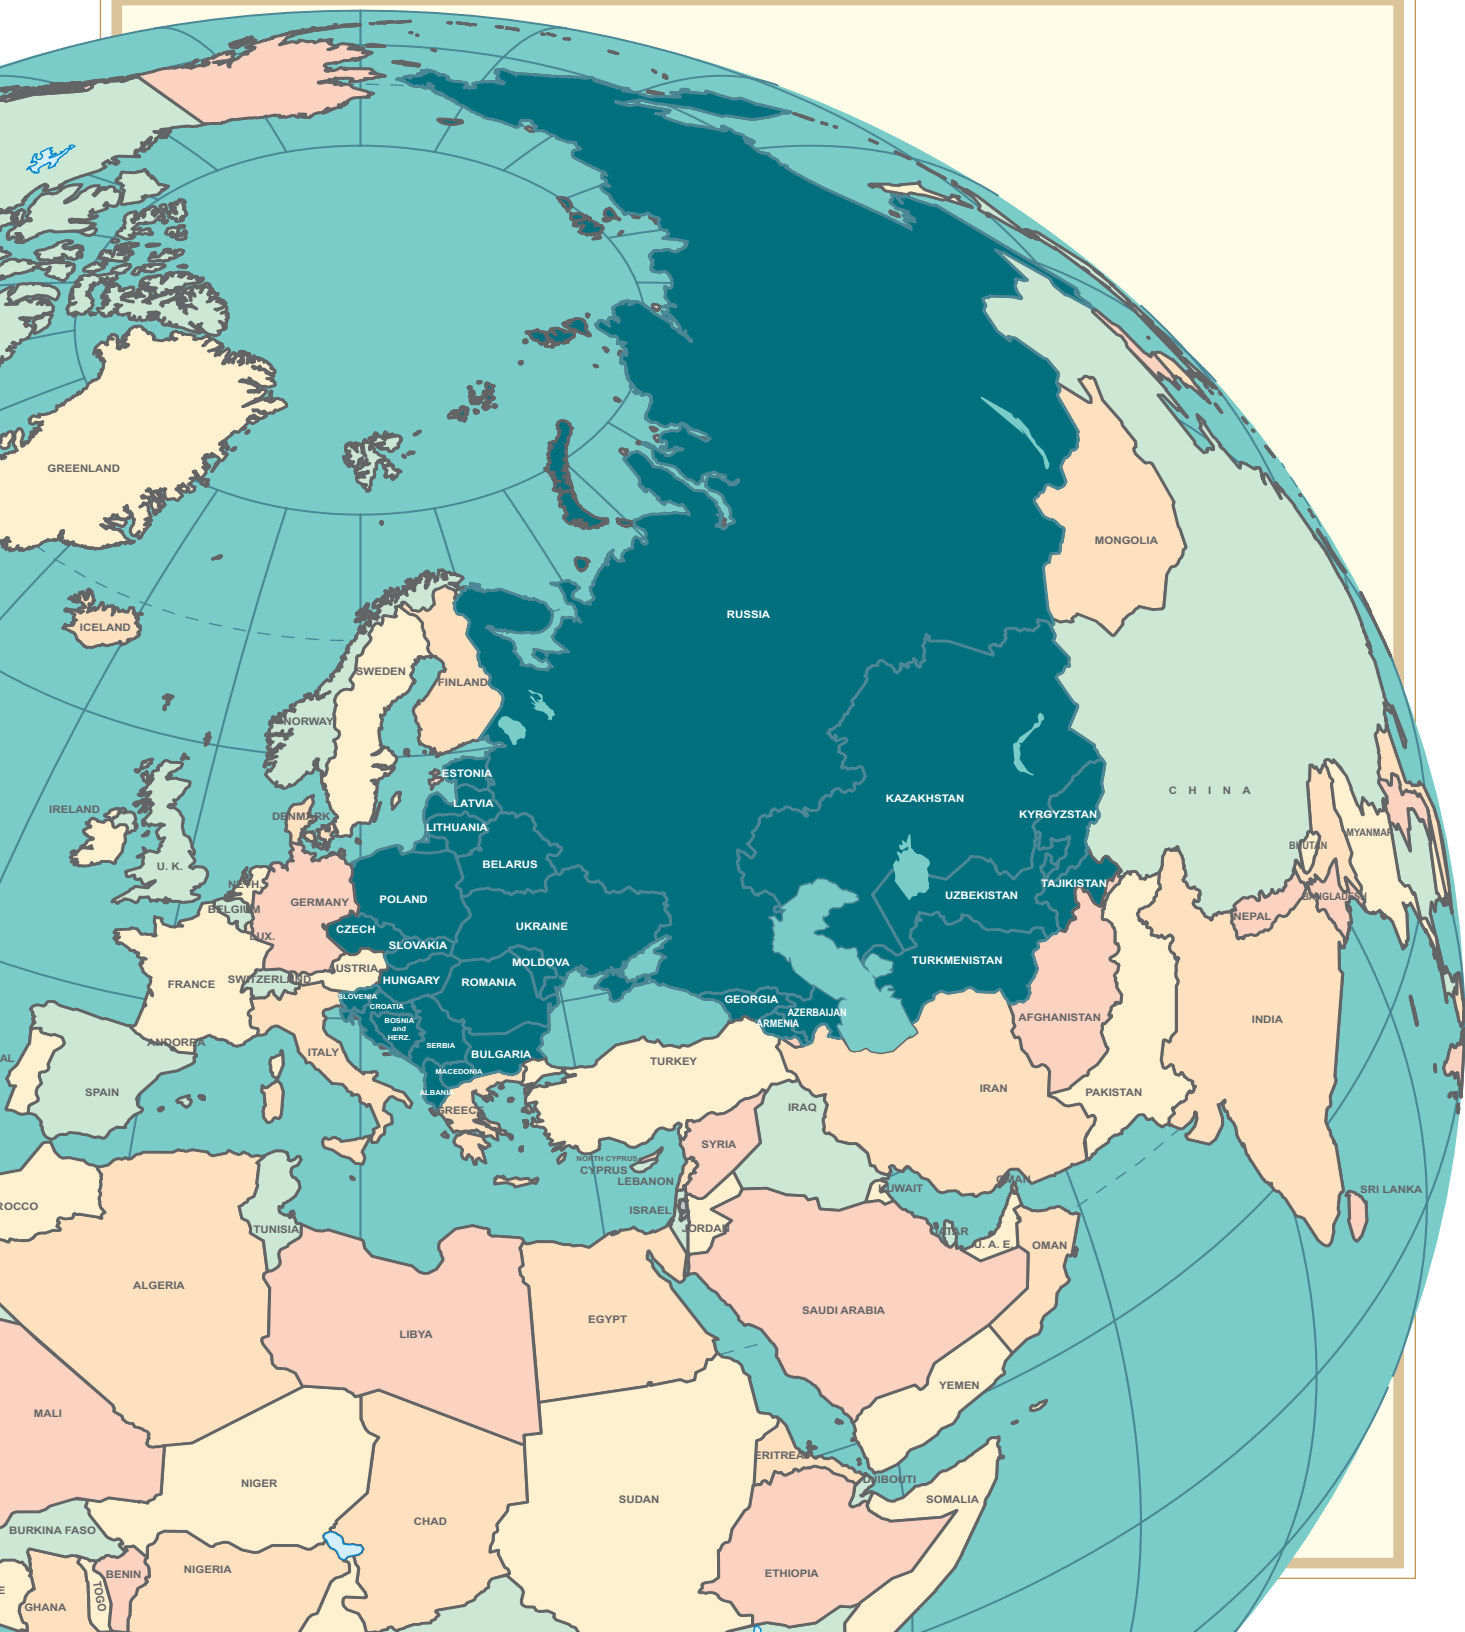 GREENLAND
MONGOLIA
RUSSIA
ICELAND
SWEDEN
FINLAND
NORWAY
ESTONIA
CHINA
KAZAKHSTAN
LATVIA
IRELAND
DENMARK
KYRGYZSTAN
LITHUANIA
MYANMAR
BHUTAN
U. K.
BELARUS
NETH.
TAJIKISTAN
UZBEKISTAN
BANGLADESH
POLAND
GERMANY
BELGIUM
NEPAL
UKRAINE
CZECH
LUX.
SLOVAKIA
MOLDOVA
TURKMENISTAN
AUSTRIA
SWITZERLAND
HUNGARY
ROMANIA
FRANCE
SLOVENIA
GEORGIA
CROATIA
AZERBAIJAN
AFGHANISTAN
INDIA
BOSNIA
and
HERZ.
ARMENIA
ANDORRA
SERBIA
ITALY
BULGARIA
AL
TURKEY
MACEDONIA
IRAN
SPAIN
ALBANIA
PAKISTAN
GREECE
IRAQ
SYRIA
NORTH CYPRUS
CYPRUS
LEBANON
OMAN
KUWAIT
SRI LANKA
ROCCO
ISRAEL
TUNISIA
JORDAN
QATAR
U. A. E.
OMAN
ALGERIA
SAUDI ARABIA
EGYPT
LIBYA
YEMEN
MALI
ERITREA
DJIBOUTI
NIGER
SUDAN
SOMALIA
CHAD
BURKINA FASO
NIGERIA
BENIN
ETHIOPIA
E
TOGO
GHANA